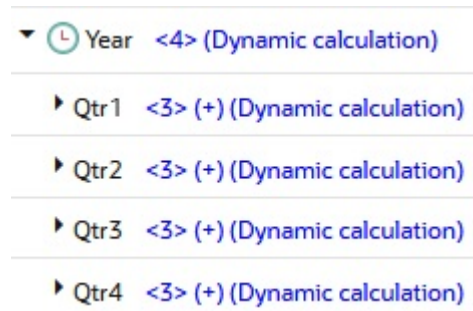 Year <4> (Dynamic calculation)
Qtr1 <3> (+) (Dynamic calculation)
Qtr2 <3> (+) (Dynamic calculation)
Qtr3 <3> (+) (Dynamic calculation)
Qtr4 <3> (+) (Dynamic calculation)